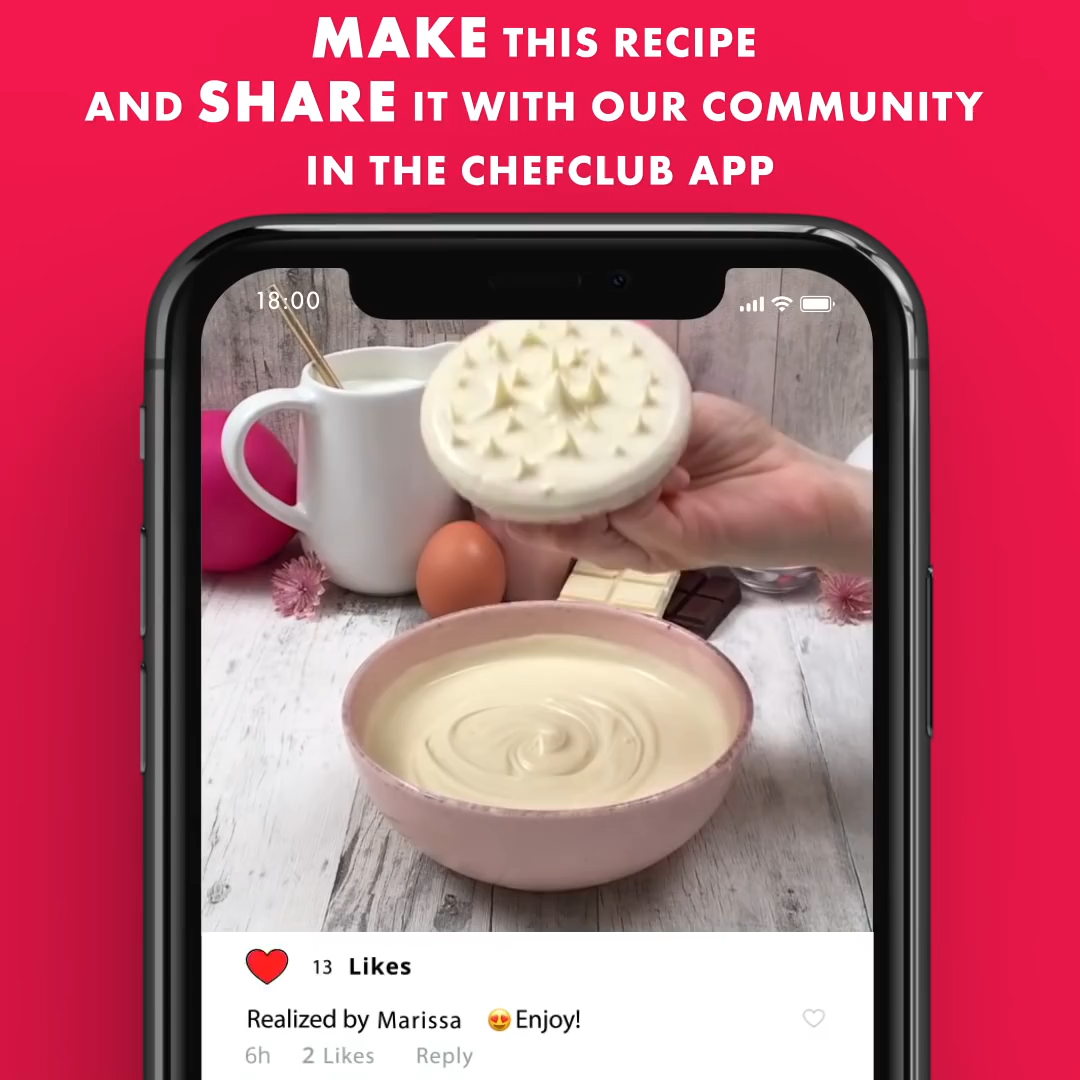 MAKE THIS RECIPE
AND SHARE IT WITH OUR COMMUNITY
IN THE CHEFCLUB APP
18:00
13 Likes
Realized by Marissa 😍 Enjoy!
6h 2 Likes Reply